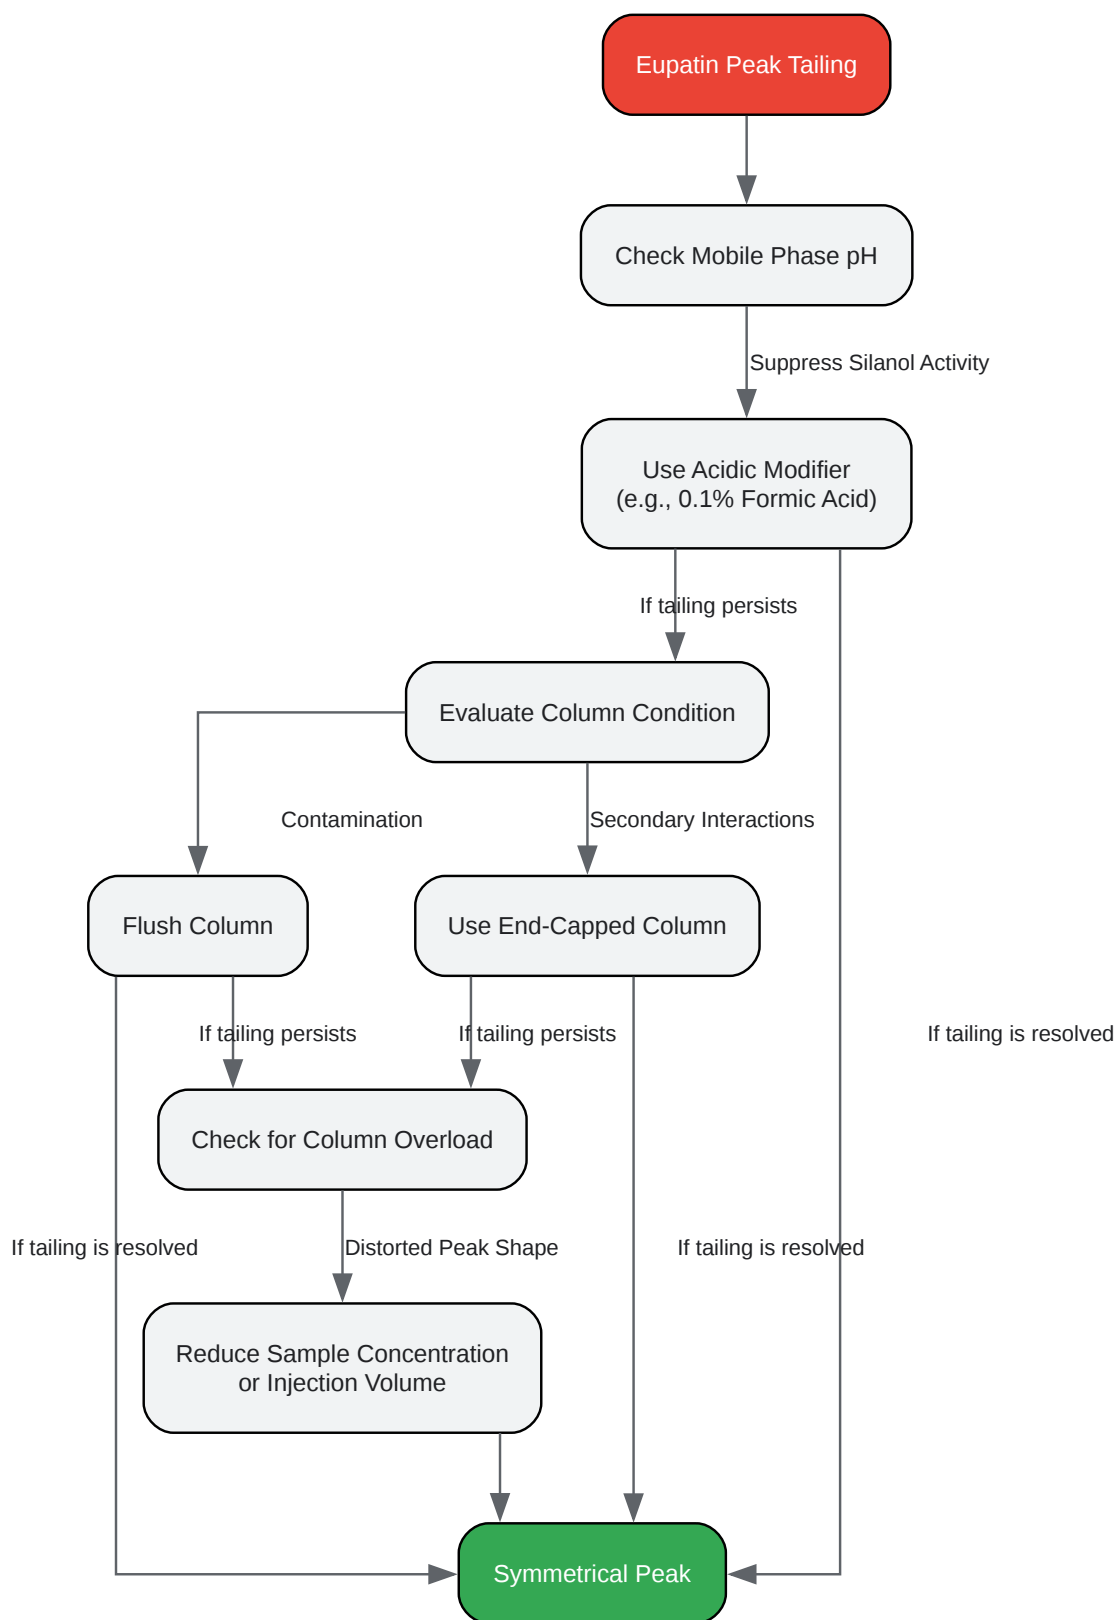 Eupatin Peak Tailing
Check Mobile Phase pH
Suppress Silanol Activity
Use Acidic Modifier
(e.g., 0.1% Formic Acid)
If tailing persists
Evaluate Column Condition
Contamination
Secondary Interactions
Flush Column
Use End-Capped Column
If tailing persists
If tailing persists
If tailing is resolved
Check for Column Overload
If tailing is resolved
Distorted Peak Shape
If tailing is resolved
Reduce Sample Concentration
or Injection Volume
Symmetrical Peak